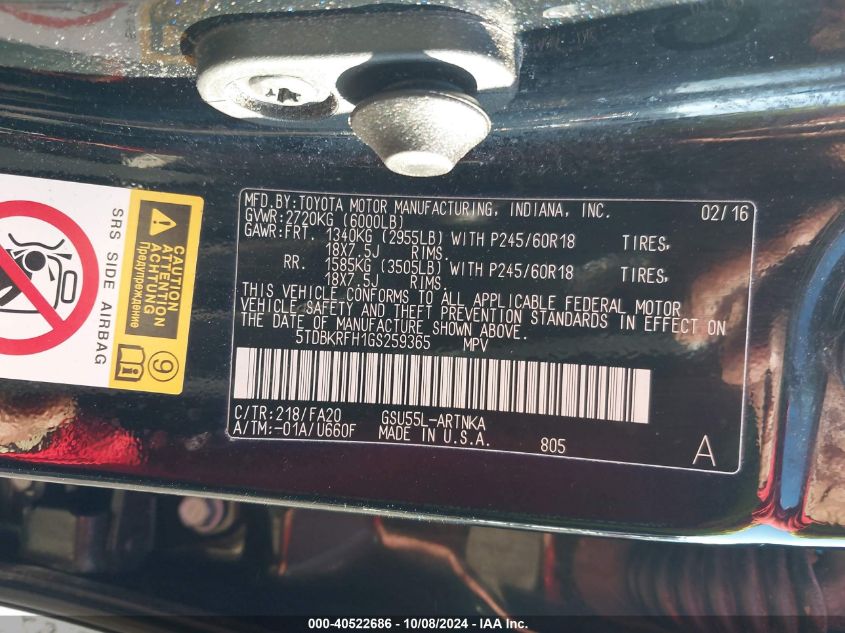 MFD.BY:TOYOTA MOTOR MANUFACTURING, INDIANA, INC. 02/16
GVWR:2720KG (6000LB)
GAWR:FRT. 1340KG (2955LB) WITH P245/60R18 TIRES,
18X7.5J RIMS.
RR. 1585KG (3505LB) WITH P245/60R18 TIRES,
18X7.5J RIMS.
THIS VEHICLE CONFORMS TO ALL APPLICABLE FEDERAL MOTOR
VEHICLE SAFETY AND THEFT PREVENTION STANDARDS IN EFFECT ON
THE DATE OF MANUFACTURE SHOWN ABOVE.
5TDBKRFH1GS259365 MPV
C/TR:218/FA20 GSU55L-ARTNKA
A/TM:-01A/U660F MADE IN U.S.A. 805
A
SRS SIDE AIRBAG
ATTENTION
ACHTUNG
Предупреждение
9
000-40522686 - 10/08/2024 - IAA Inc.